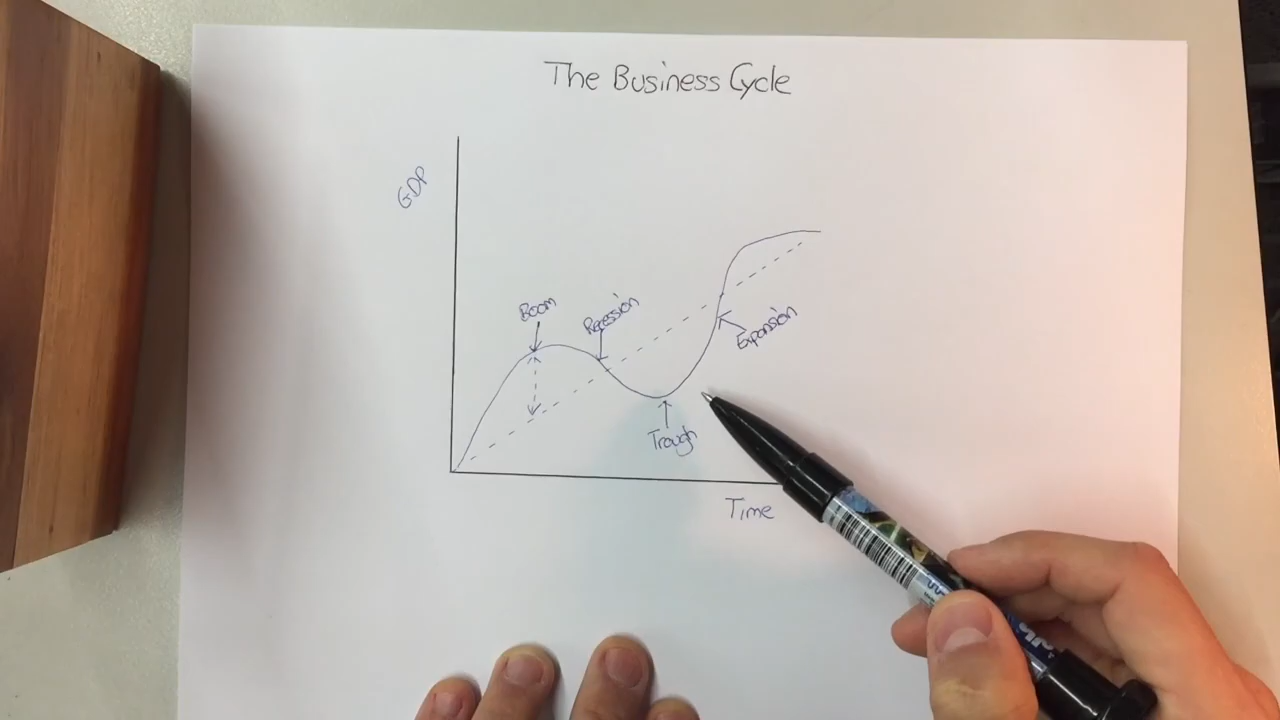 The Business Cycle
GDP
Boom
Recession
Expansion
Trough
Time